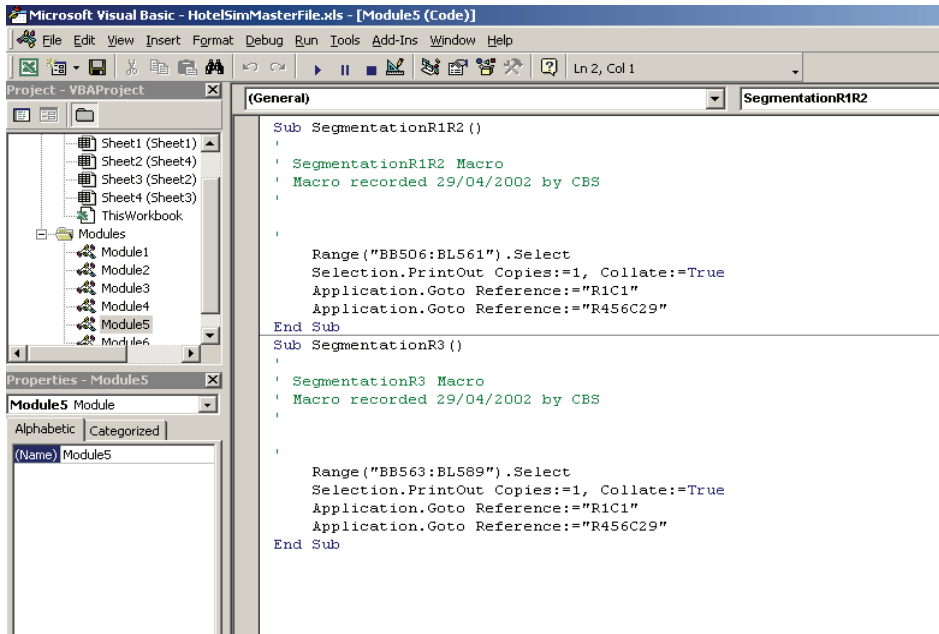 Microsoft Visual Basic - HotelSimMasterFile.xls - [Module5 (Code)]
File Edit View Insert Format Debug Run Tools Add-Ins Window Help
Ln 2, Col 1
Project - VBAProject
Sheet1 (Sheet1)
Sheet2 (Sheet4)
Sheet3 (Sheet2)
Sheet4 (Sheet3)
ThisWorkbook
Modules
Module1
Module2
Module3
Module4
Module5
Module6
Properties - Module5
Module5 Module
Alphabetic Categorized
(Name) Module5
(General) SegmentationR1R2
Sub SegmentationR1R2()
'
' SegmentationR1R2 Macro
' Macro recorded 29/04/2002 by CBS
'
'
Range("BB506:BL561").Select
Selection.PrintOut Copies:=1, Collate:=True
Application.Goto Reference:="R1C1"
Application.Goto Reference:="R456C29"
End Sub
Sub SegmentationR3()
'
' SegmentationR3 Macro
' Macro recorded 29/04/2002 by CBS
'
'
Range("BB563:BL589").Select
Selection.PrintOut Copies:=1, Collate:=True
Application.Goto Reference:="R1C1"
Application.Goto Reference:="R456C29"
End Sub